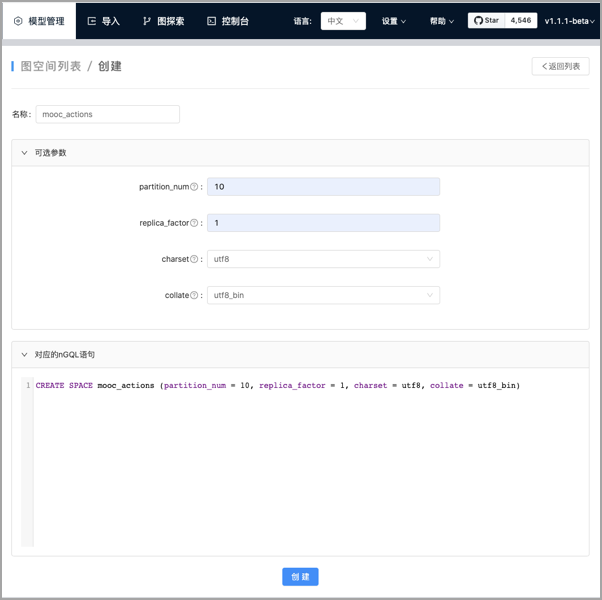 模型管理 导入 图探索 控制台 语言: 中文 设置 帮助 Star 4,546 v1.1.1-beta
图空间列表 / 创建 返回列表
名称: mooc_actions
可选参数
partition_num : 10
replica_factor : 1
charset : utf8
collate : utf8_bin
对应的nGQL语句
1 CREATE SPACE mooc_actions (partition_num = 10, replica_factor = 1, charset = utf8, collate = utf8_bin)
创 建